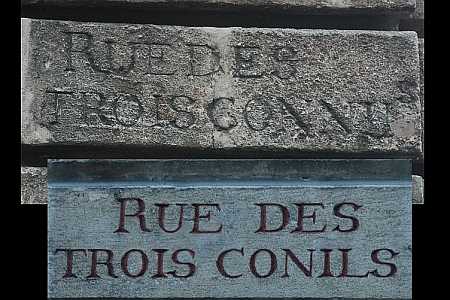 RUE DES
TROIS CONNILS
RUE DES
TROIS CONILS